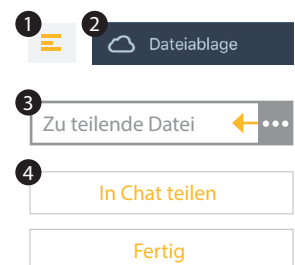 1
2
Dateiablage
3
Zu teilende Datei
4
In Chat teilen
Fertig